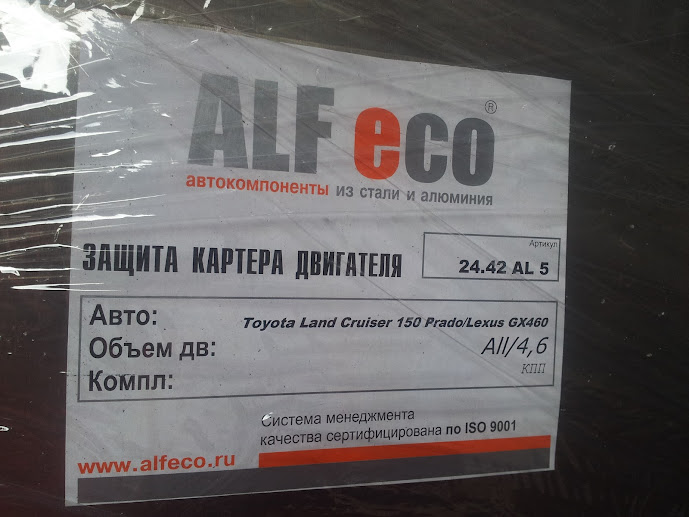 ALF eco®
автокомпоненты из стали и алюминия
ЗАЩИТА КАРТЕРА ДВИГАТЕЛЯ
Артикул
24.42 AL 5
Авто: Toyota Land Cruiser 150 Prado/Lexus GX460
Объем дв: All/4,6
Компл: КПП
Система менеджмента
качества сертифицирована по ISO 9001
www.alfeco.ru